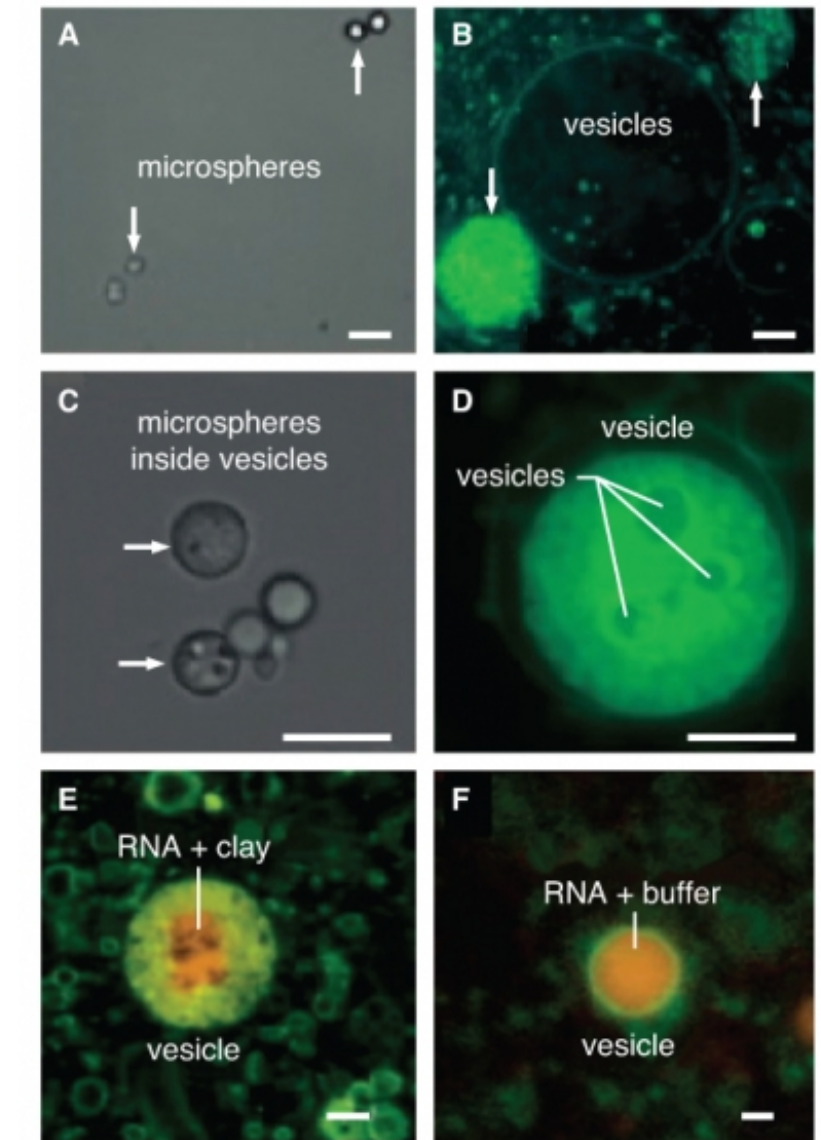 A
microspheres
B
vesicles
C
microspheres
inside vesicles
D
vesicle
vesicles
E
RNA + clay
vesicle
F
RNA + buffer
vesicle